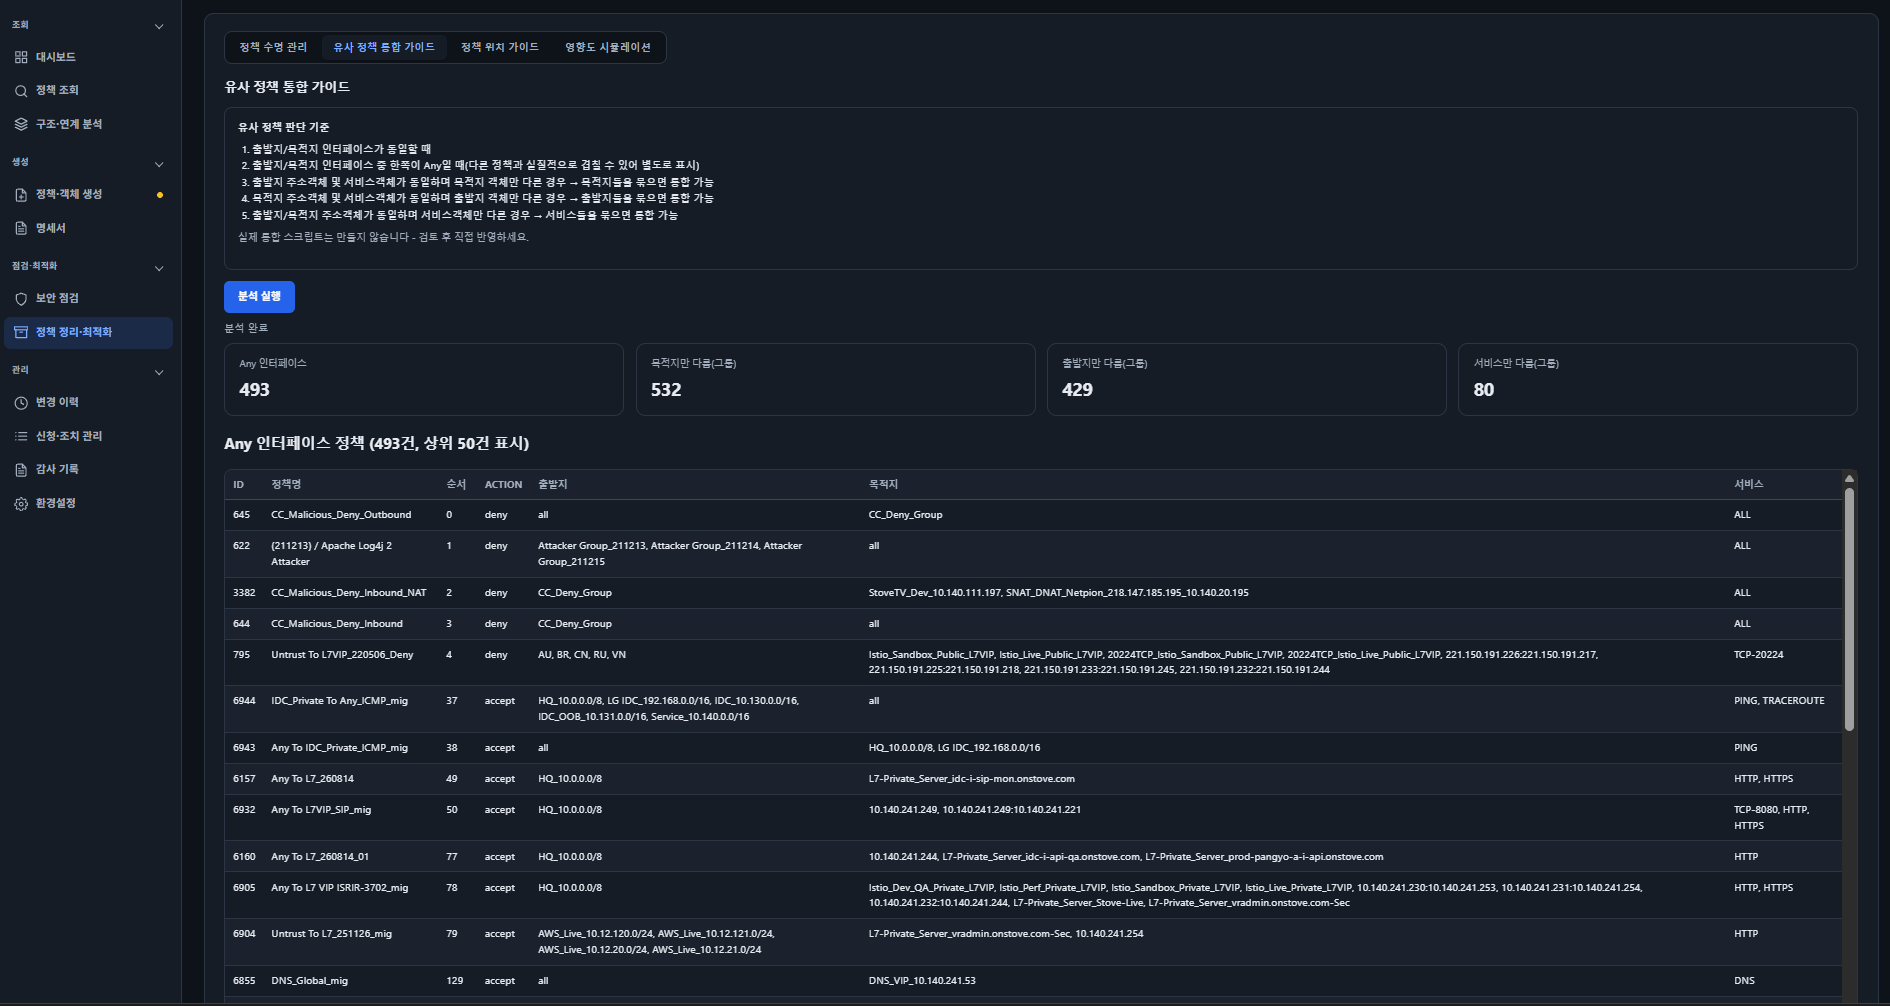 조회
대시보드
정책 조회
구조·연계 분석
생성
정책·객체 생성
명세서
점검·최적화
보안 점검
정책 정리·최적화
관리
변경 이력
신청·조치 관리
감사 기록
환경설정
정책 수명 관리
유사 정책 통합 가이드
정책 위치 가이드
영향도 시뮬레이션
유사 정책 통합 가이드
유사 정책 판단 기준
1. 출발지/목적지 인터페이스가 동일할 때
2. 출발지/목적지 인터페이스 중 한쪽이 Any일 때(다른 정책과 실질적으로 겹칠 수 있어 별도로 표시)
3. 출발지 주소객체 및 서비스객체가 동일하며 목적지 객체만 다른 경우 → 목적지들을 묶으면 통합 가능
4. 목적지 주소객체 및 서비스객체가 동일하며 출발지 객체만 다른 경우 → 출발지들을 묶으면 통합 가능
5. 출발지/목적지 주소객체가 동일하며 서비스객체만 다른 경우 → 서비스들을 묶으면 통합 가능
실제 통합 스크립트는 만들지 않습니다 - 검토 후 직접 반영하세요.
분석 실행
분석 완료
Any 인터페이스
493
목적지만 다름(그룹)
532
출발지만 다름(그룹)
429
서비스만 다름(그룹)
80
Any 인터페이스 정책 (493건, 상위 50건 표시)
ID 정책명 순서 ACTION 출발지 목적지 서비스
645 CC_Malicious_Deny_Outbound 0 deny all CC_Deny_Group ALL
622 (211213) / Apache Log4j 2 1 deny Attacker Group_211213, Attacker Group_211214, Attacker all ALL
Attacker Group_211215
3382 CC_Malicious_Deny_Inbound_NAT 2 deny CC_Deny_Group StoveTV_Dev_10.140.111.197, SNAT_DNAT_Netpion_218.147.185.195_10.140.20.195 ALL
644 CC_Malicious_Deny_Inbound 3 deny CC_Deny_Group all ALL
795 Untrust To L7VIP_220506_Deny 4 deny AU, BR, CN, RU, VN Istio_Sandbox_Public_L7VIP, Istio_Live_Public_L7VIP, 20224TCP_Istio_Sandbox_Public_L7VIP, 20224TCP_Istio_Live_Public_L7VIP, 221.150.191.226:221.150.191.217, TCP-20224
221.150.191.225:221.150.191.218, 221.150.191.233:221.150.191.245, 221.150.191.232:221.150.191.244
6944 IDC_Private To Any_ICMP_mig 37 accept HQ_10.0.0.0/8, LG IDC_192.168.0.0/16, IDC_10.130.0.0/16, all PING, TRACEROUTE
IDC_OOB_10.131.0.0/16, Service_10.140.0.0/16
6943 Any To IDC_Private_ICMP_mig 38 accept all HQ_10.0.0.0/8, LG IDC_192.168.0.0/16 PING
6157 Any To L7_260814 49 accept HQ_10.0.0.0/8 L7-Private_Server_idc-i-sip-mon.onstove.com HTTP, HTTPS
6932 Any To L7VIP_SIP_mig 50 accept HQ_10.0.0.0/8 10.140.241.249, 10.140.241.249:10.140.241.221 TCP-8080, HTTP,
HTTPS
6160 Any To L7_260814_01 77 accept HQ_10.0.0.0/8 10.140.241.244, L7-Private_Server_idc-i-api-qa.onstove.com, L7-Private_Server_prod-pangyo-a-i-api.onstove.com HTTP
6905 Any To L7 VIP ISRIR-3702_mig 78 accept HQ_10.0.0.0/8 Istio_Dev_QA_Private_L7VIP, Istio_Perf_Private_L7VIP, Istio_Sandbox_Private_L7VIP, Istio_Live_Private_L7VIP, 10.140.241.230:10.140.241.253, 10.140.241.231:10.140.241.254, HTTP, HTTPS
10.140.241.232:10.140.241.244, L7-Private_Server_Stove-Live, L7-Private_Server_vradmin.onstove.com-Sec
6904 Untrust To L7_251126_mig 79 accept AWS_Live_10.12.120.0/24, AWS_Live_10.12.121.0/24, L7-Private_Server_vradmin.onstove.com-Sec, 10.140.241.254 HTTP
AWS_Live_10.12.20.0/24, AWS_Live_10.12.21.0/24
6855 DNS_Global_mig 129 accept all DNS_VIP_10.140.241.53 DNS